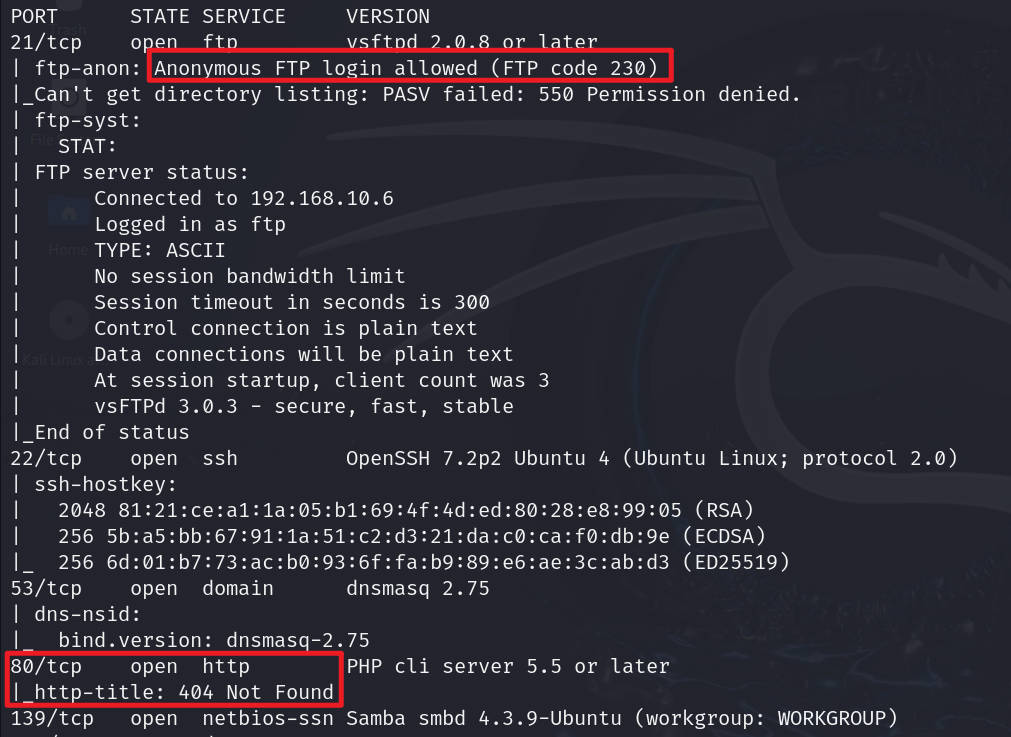 PORT      STATE SERVICE     VERSION
21/tcp    open  ftp         vsftpd 2.0.8 or later
| ftp-anon: Anonymous FTP login allowed (FTP code 230)
|_Can't get directory listing: PASV failed: 550 Permission denied.
| ftp-syst:
|   STAT:
| FTP server status:
|      Connected to 192.168.10.6
|      Logged in as ftp
|      TYPE: ASCII
|      No session bandwidth limit
|      Session timeout in seconds is 300
|      Control connection is plain text
|      Data connections will be plain text
|      At session startup, client count was 3
|      vsFTPd 3.0.3 - secure, fast, stable
|_End of status
22/tcp    open  ssh         OpenSSH 7.2p2 Ubuntu 4 (Ubuntu Linux; protocol 2.0)
| ssh-hostkey:
|   2048 81:21:ce:a1:1a:05:b1:69:4f:4d:ed:80:28:e8:99:05 (RSA)
|   256 5b:a5:bb:67:91:1a:51:c2:d3:21:da:c0:ca:f0:db:9e (ECDSA)
|_  256 6d:01:b7:73:ac:b0:93:6f:fa:b9:89:e6:ae:3c:ab:d3 (ED25519)
53/tcp    open  domain      dnsmasq 2.75
| dns-nsid:
|_  bind.version: dnsmasq-2.75
80/tcp    open  http        PHP cli server 5.5 or later
|_http-title: 404 Not Found
139/tcp   open  netbios-ssn Samba smbd 4.3.9-Ubuntu (workgroup: WORKGROUP)
Home